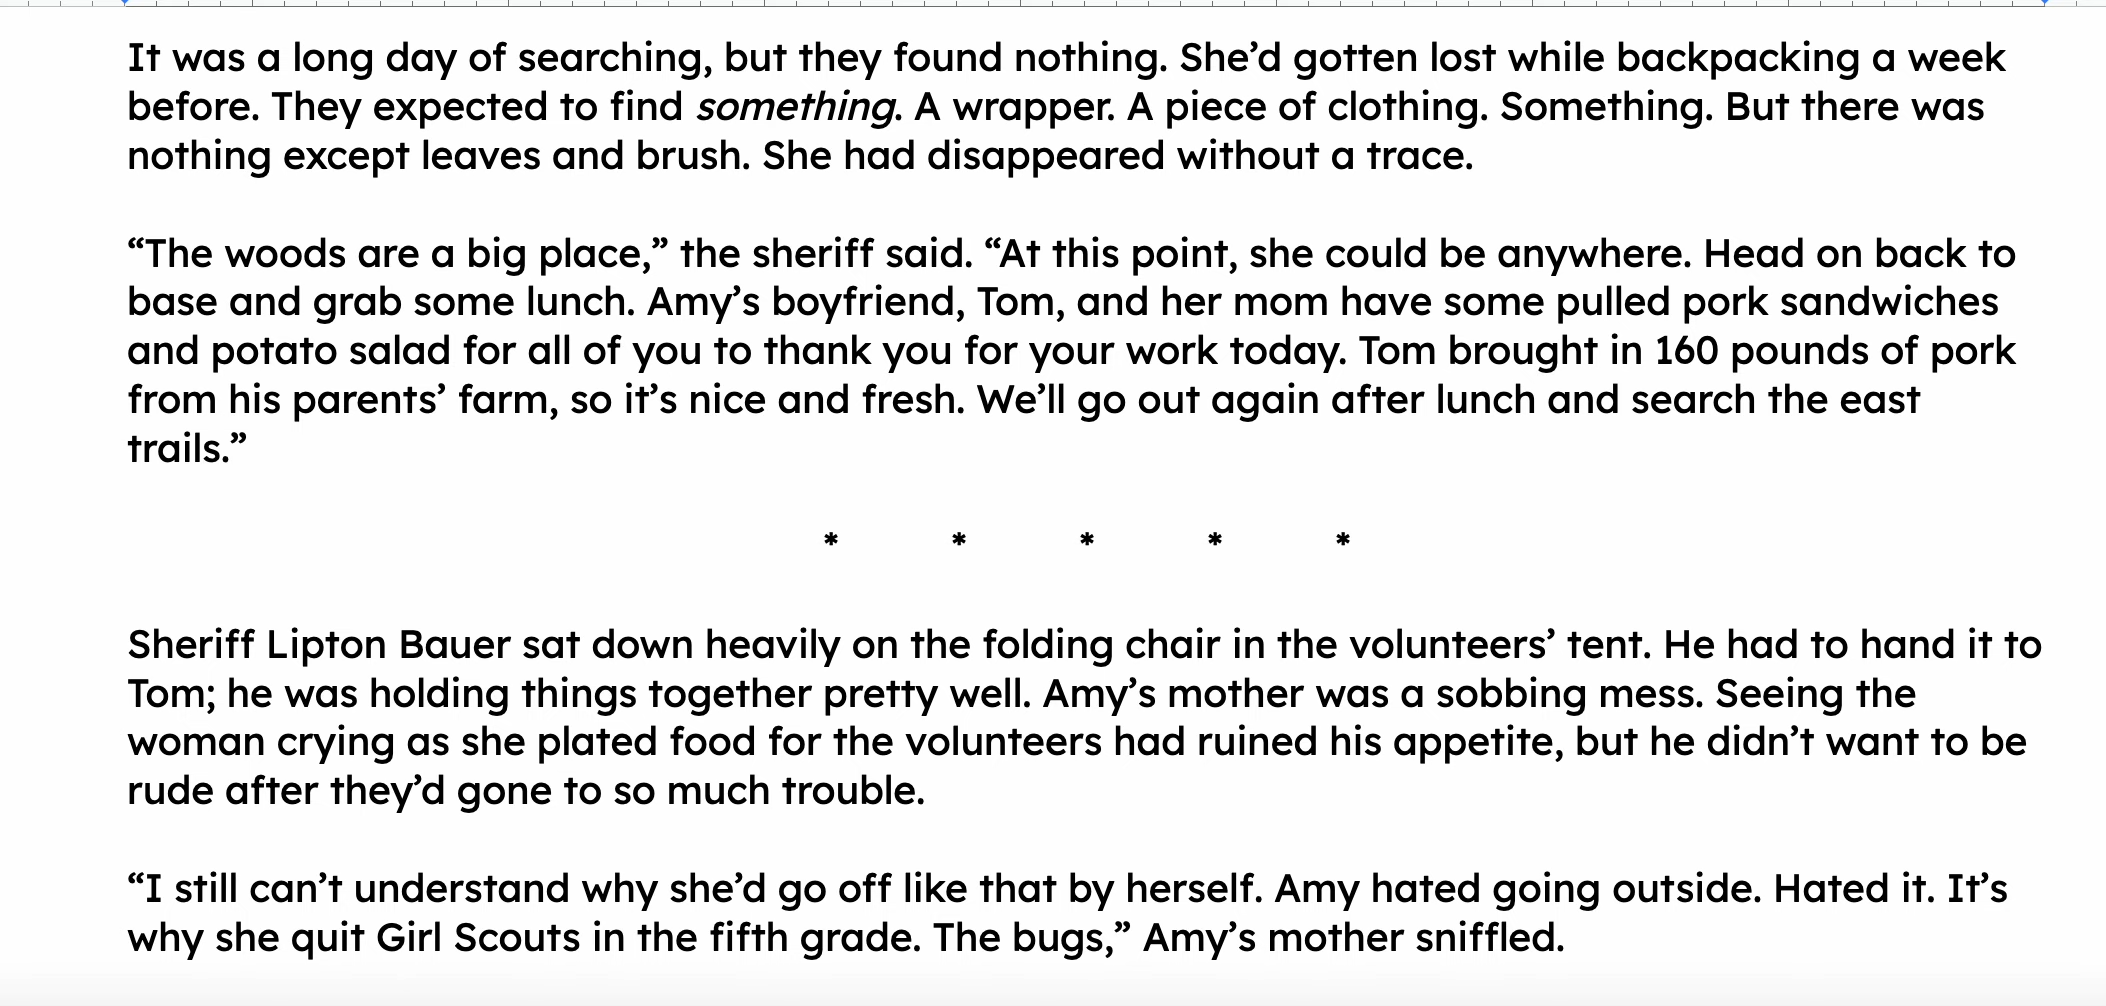 It was a long day of searching, but they found nothing. She’d gotten lost while backpacking a week
before. They expected to find something. A wrapper. A piece of clothing. Something. But there was
nothing except leaves and brush. She had disappeared without a trace.
“The woods are a big place,” the sheriff said. “At this point, she could be anywhere. Head on back to
base and grab some lunch. Amy’s boyfriend, Tom, and her mom have some pulled pork sandwiches
and potato salad for all of you to thank you for your work today. Tom brought in 160 pounds of pork
from his parents’ farm, so it’s nice and fresh. We’ll go out again after lunch and search the east
trails.”
* * * * *
Sheriff Lipton Bauer sat down heavily on the folding chair in the volunteers’ tent. He had to hand it to
Tom; he was holding things together pretty well. Amy’s mother was a sobbing mess. Seeing the
woman crying as she plated food for the volunteers had ruined his appetite, but he didn’t want to be
rude after they’d gone to so much trouble.
“I still can’t understand why she’d go off like that by herself. Amy hated going outside. Hated it. It’s
why she quit Girl Scouts in the fifth grade. The bugs,” Amy’s mother sniffled.